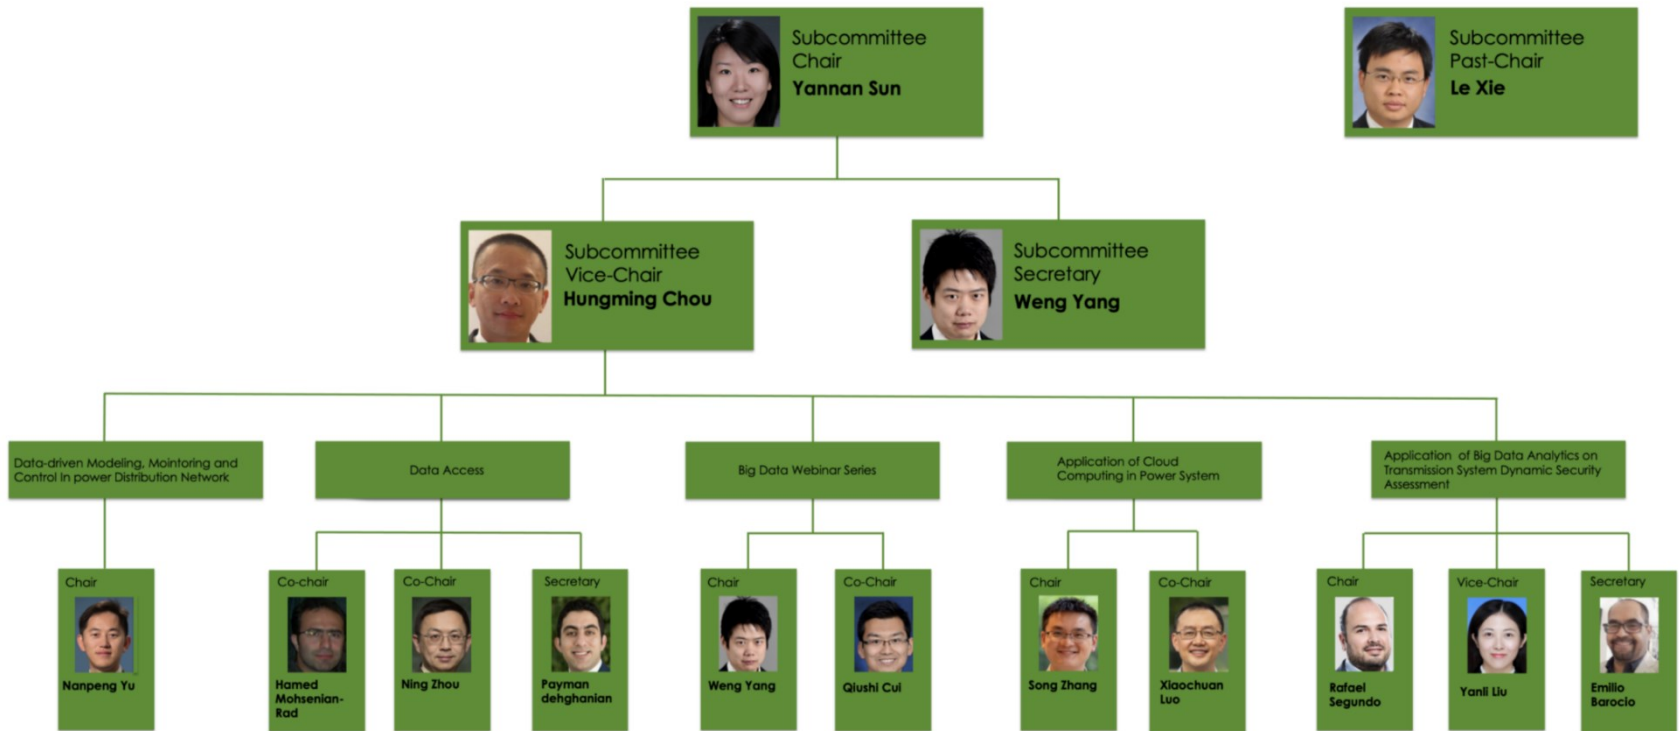 Subcommittee
Chair
Yannan Sun
Subcommittee
Past-Chair
Le Xie
Subcommittee
Vice-Chair
Hungming Chou
Subcommittee
Secretary
Weng Yang
Data-driven Modeling, Mointoring and
Control In power Distribution Network
Data Access
Big Data Webinar Series
Application of Cloud
Computing in Power System
Application of Big Data Analytics on
Transmission System Dynamic Security
Assessment
Chair
Nanpeng Yu
Co-chair
Hamed
Mohsenian-
Rad
Co-Chair
Ning Zhou
Secretary
Payman
dehghanian
Chair
Weng Yang
Co-Chair
Qiushi Cui
Chair
Song Zhang
Co-Chair
Xiaochuan
Luo
Chair
Rafael
Segundo
Vice-Chair
Yanli Liu
Secretary
Emilio
Barocio